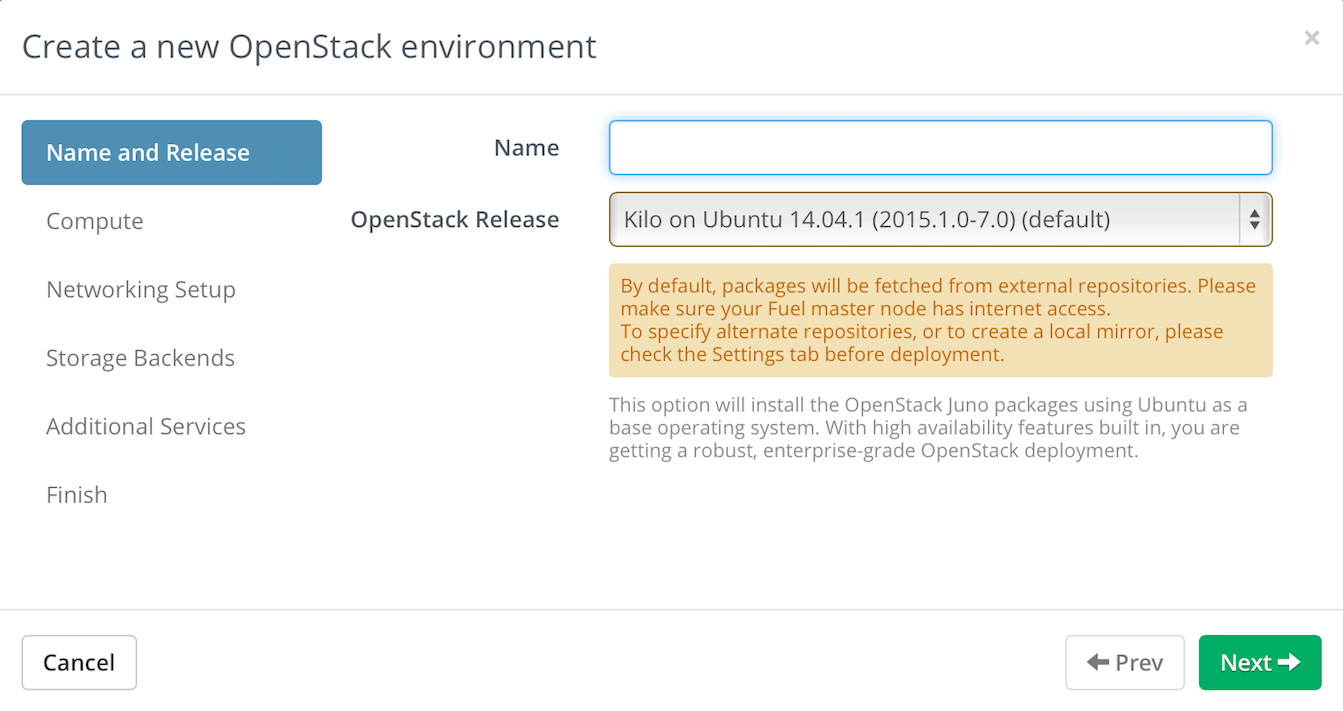 Create a new OpenStack environment
×
Name and Release
Compute
Networking Setup
Storage Backends
Additional Services
Finish
Name
OpenStack Release
Kilo on Ubuntu 14.04.1 (2015.1.0-7.0) (default)
By default, packages will be fetched from external repositories. Please
make sure your Fuel master node has internet access.
To specify alternate repositories, or to create a local mirror, please
check the Settings tab before deployment.
This option will install the OpenStack Juno packages using Ubuntu as a
base operating system. With high availability features built in, you are
getting a robust, enterprise-grade OpenStack deployment.
Cancel
Prev
Next